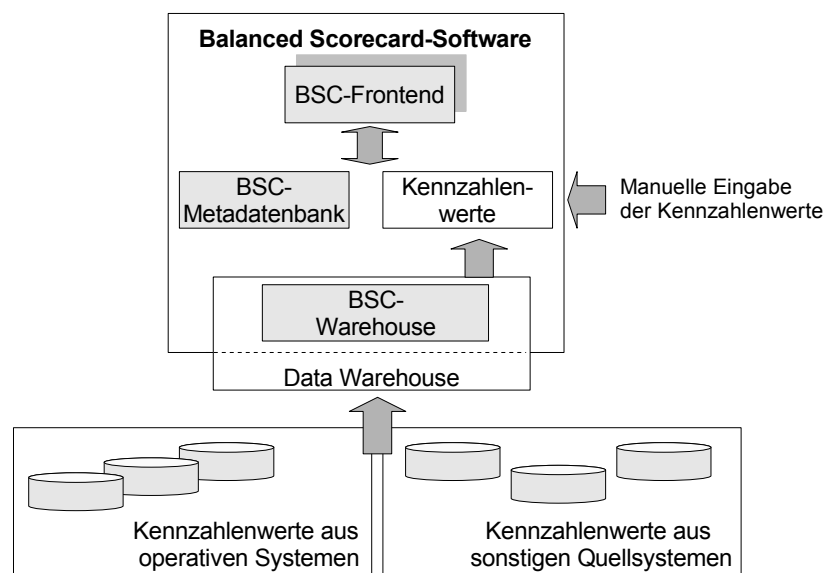 Balanced Scorecard-Software
BSC-Frontend
BSC-
Metadatenbank
Kennzahlen-
werte
Manuelle Eingabe
der Kennzahlenwerte
BSC-
Warehouse
Data Warehouse
Kennzahlenwerte aus
operativen Systemen
Kennzahlenwerte aus
sonstigen Quellsystemen